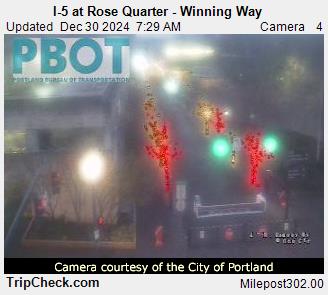 I-5 at Rose Quarter - Winning Way
Updated Dec 30 2024 7:29 AM Camera 4
PBOT
PORTLAND BUREAU OF TRANSPORTATION
Camera courtesy of the City of Portland
TripCheck.com Milepost302.00